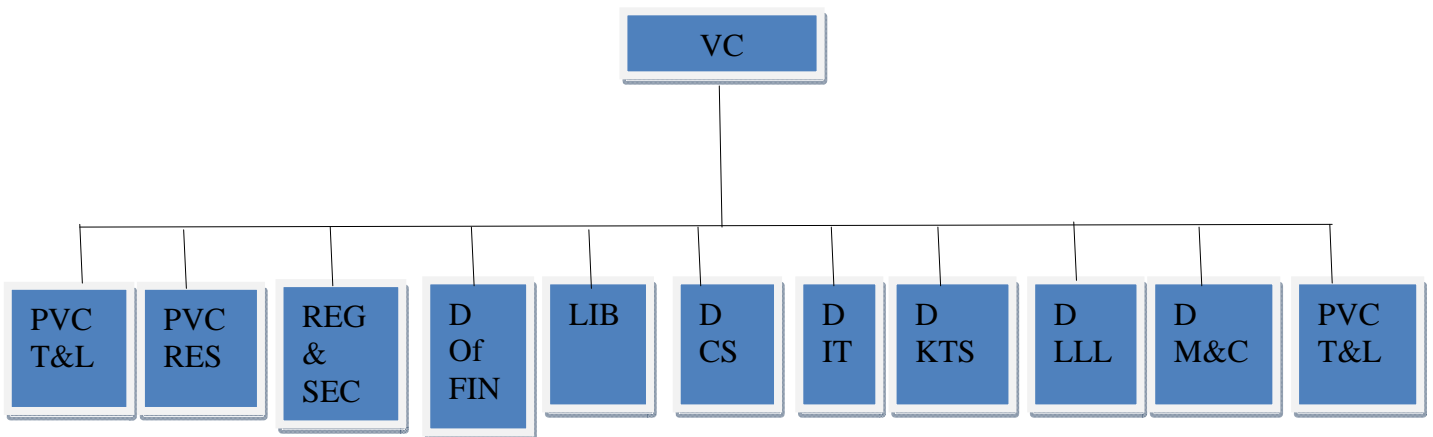 VC
PVC
T&L
PVC
RES
REG
&
SEC
D
Of
FIN
LIB
D
CS
D
IT
D
KTS
D
LLL
D
M&C
PVC
T&L